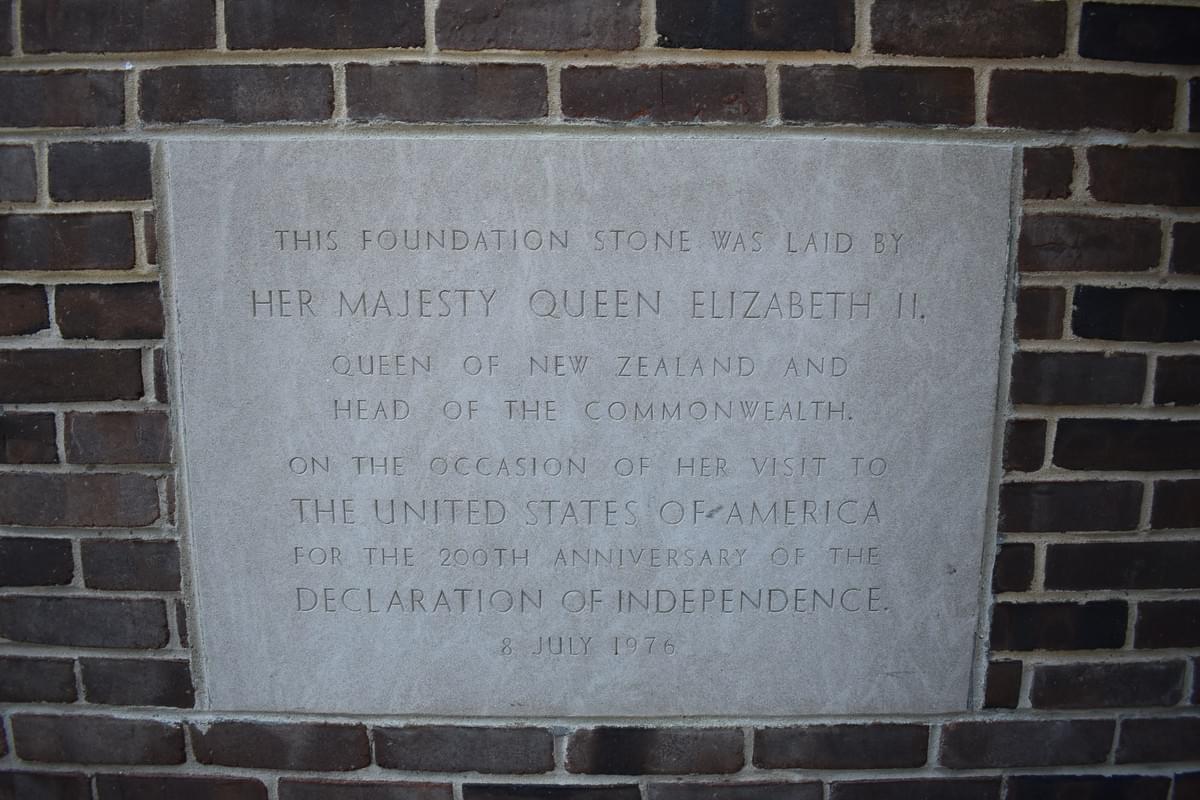 THIS FOUNDATION STONE WAS LAID BY
HER MAJESTY QUEEN ELIZABETH II.
QUEEN OF NEW ZEALAND AND
HEAD OF THE COMMONWEALTH.
ON THE OCCASION OF HER VISIT TO
THE UNITED STATES OF AMERICA
FOR THE 200TH ANNIVERSARY OF THE
DECLARATION OF INDEPENDENCE.
8 JULY 1976